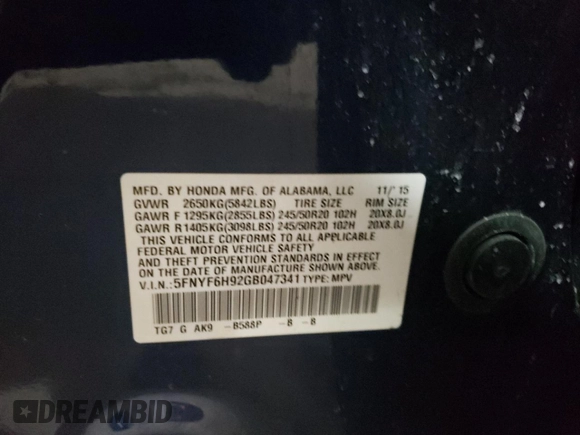 MFD. BY HONDA MFG. OF ALABAMA, LLC 11/ 15
GVWR 2650KG(5842LBS) TIRE SIZE RIM SIZE
GAWR F 1295KG(2855LBS) 245/50R20 102H 20X8.0J
GAWR R1405KG(3098LBS) 245/50R20 102H 20X8.0J
THIS VEHICLE CONFORMS TO ALL APPLICABLE
FEDERAL MOTOR VEHICLE SAFETY
AND THEFT PREVENTION STANDARDS IN EFFECT
ON THE DATE OF MANUFACTURE SHOWN ABOVE.
V.I.N.:5FNYF6H92GB047341 TYPE: MPV
TG7 G AK9 -B588P -B -B
DREAMBID